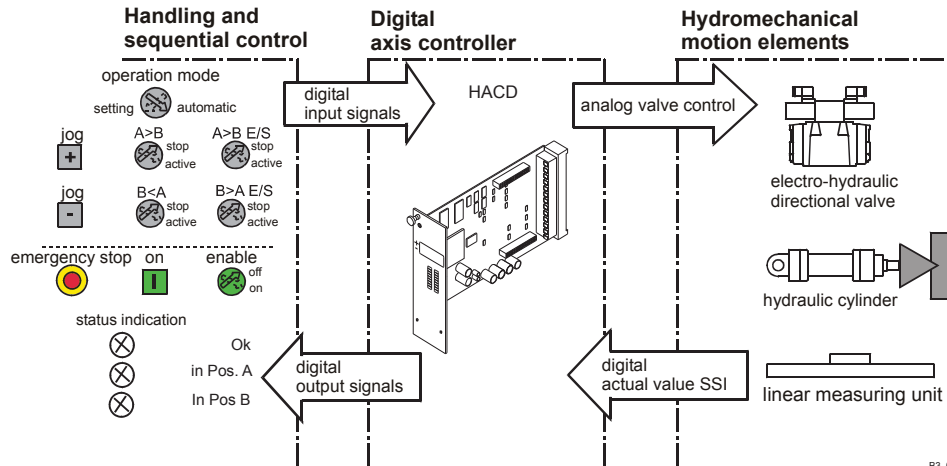 Handling and
sequential control
Digital
axis controller
Hydromechanical
motion elements
operation mode
setting automatic
digital
input signals
HACD
analog valve control
jog
+
A>B
stop
active
A>B E/S
stop
active
jog
-
B<A
stop
active
B>A E/S
stop
active
electro-hydraulic
directional valve
emergency stop on enable
I
off
on
hydraulic cylinder
status indication
Ok
in Pos. A
In Pos B
digital
output signals
digital
actual value SSI
linear measuring unit